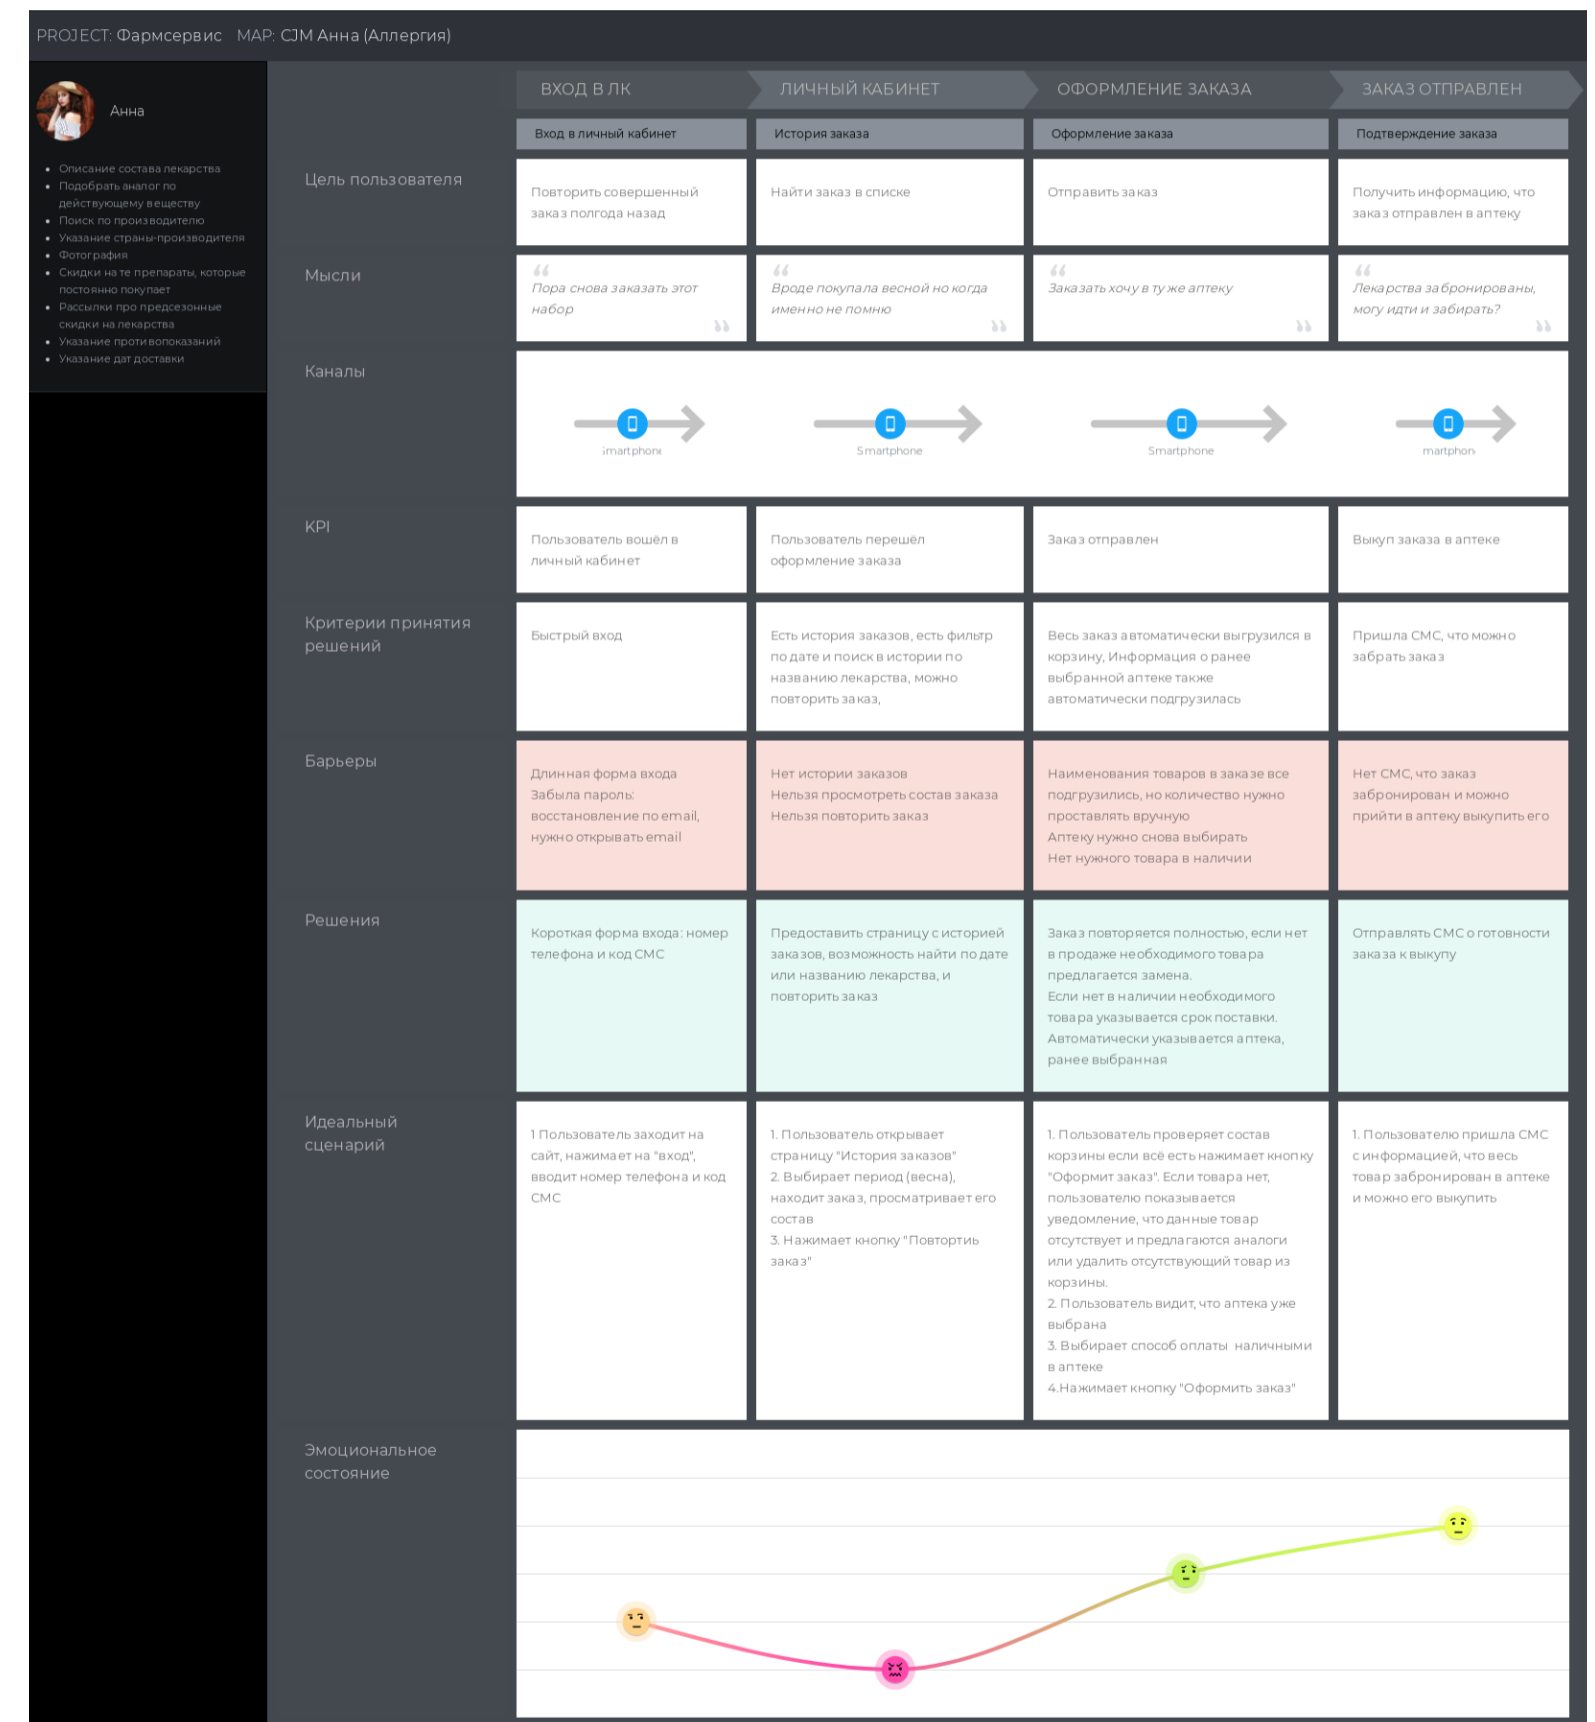 PROJECT: Фармсервис MAP: CJM Анна (Аллергия)
Анна
Описание состава лекарства
Подобрать аналог по
действующему веществу
Поиск по производителю
Указание страны-производителя
Фотография
Скидки на те препараты, которые
постоянно покупает
Рассылки про предсезонные
скидки на лекарства
Указание противопоказаний
Указание дат доставки
ВХОД В ЛК
ЛИЧНЫЙ КАБИНЕТ
ОФОРМЛЕНИЕ ЗАКАЗА
ЗАКАЗ ОТПРАВЛЕН
Вход в личный кабинет
История заказа
Оформление заказа
Подтверждение заказа
Цель пользователя
Повторить совершенный
заказ полгода назад
Найти заказ в списке
Отправить заказ
Получить информацию, что
заказ отправлен в аптеку
Мысли
“
Пора снова заказать этот
набор
”
“
Вроде покупала весной но когда
именно не помню
”
“
Заказать хочу в ту же аптеку
”
“
Лекарства забронированы,
могу идти и забирать?
”
Каналы
Smartphone
Smartphone
Smartphone
martphon
KPI
Пользователь вошёл в
личный кабинет
Пользователь перешёл
оформление заказа
Заказ отправлен
Выкуп заказа в аптеке
Критерии принятия
решений
Быстрый вход
Есть история заказов, есть фильтр
по дате и поиск в истории по
названию лекарства, можно
повторить заказ,
Весь заказ автоматически выгрузился в
корзину, Информация о ранее
выбранной аптеке также
автоматически подгрузилась
Пришла СМС, что можно
забрать заказ
Барьеры
Длинная форма входа
Забыла пароль:
восстановление по email,
нужно открывать email
Нет истории заказов
Нельзя просмотреть состав заказа
Нельзя повторить заказ
Наименования товаров в заказе все
подгрузились, но количество нужно
проставлять вручную
Аптеку нужно снова выбирать
Нет нужного товара в наличии
Нет СМС, что заказ
забронирован и можно
прийти в аптеку выкупить его
Решения
Короткая форма входа: номер
телефона и код СМС
Предоставить страницу с историей
заказов, возможность найти по дате
или названию лекарства, и
повторить заказ
Заказ повторяется полностью, если нет
в продаже необходимого товара
предлагается замена.
Если нет в наличии необходимого
товара указывается срок поставки.
Автоматически указывается аптека,
ранее выбранная
Отправлять СМС о готовности
заказа к выкупу
Идеальный
сценарий
1 Пользователь заходит на
сайт, нажимает на "вход",
вводит номер телефона и код
СМС
1. Пользователь открывает
страницу "История заказов"
2. Выбирает период (весна),
находит заказ, просматривает его
состав
3. Нажимает кнопку "Повтортиь
заказ"
1. Пользователь проверяет состав
корзины если всё есть нажимает кнопку
"Оформит заказ". Если товара нет,
пользователю показывается
уведомление, что данные товар
отсутствует и предлагаются аналоги
или удалить отсутствующий товар из
корзины.
2. Пользователь видит, что аптека уже
выбрана
3. Выбирает способ оплаты наличными
в аптеке
4.Нажимает кнопку "Оформить заказ"
1. Пользователю пришла СМС
с информацией, что весь
товар забронирован в аптеке
и можно его выкупить
Эмоциональное
состояние